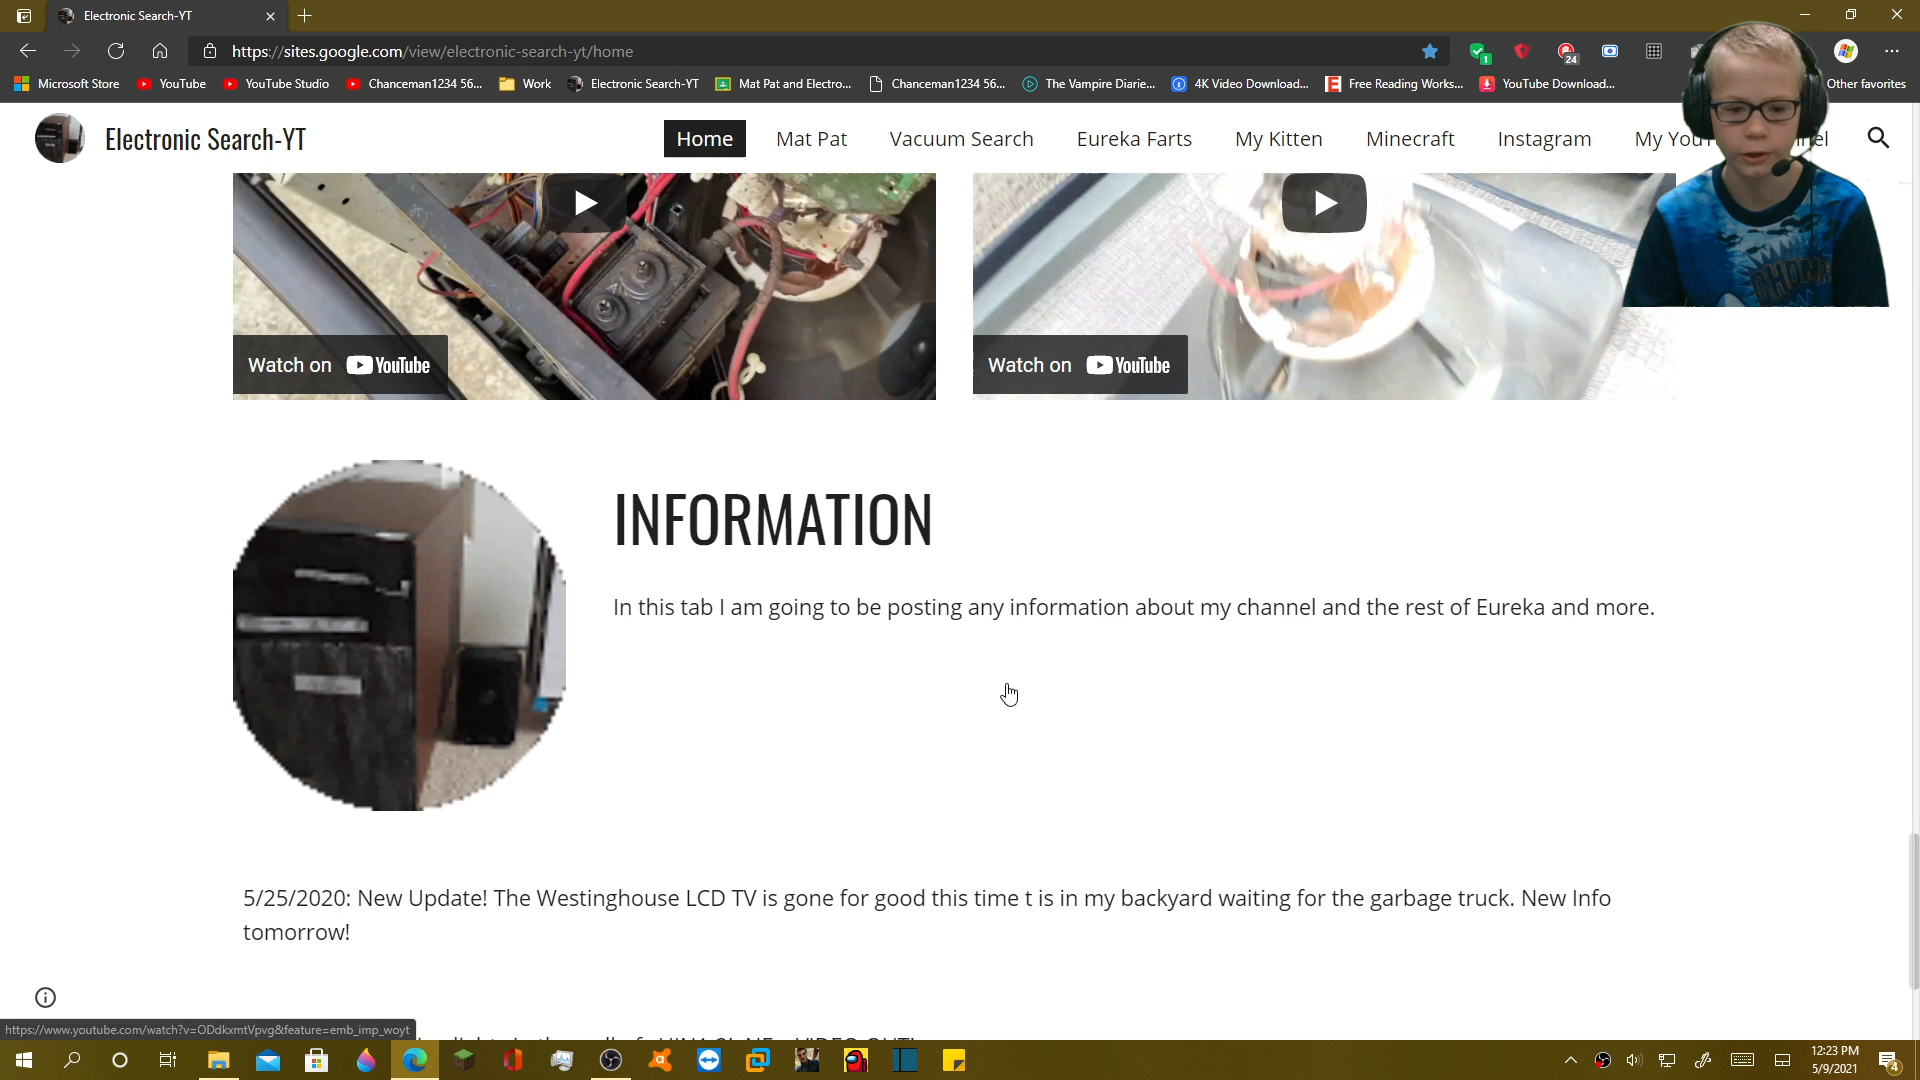 Electronic Search-YT
https://sites.google.com/view/electronic-search-yt/home
1
24
Microsoft Store
YouTube
YouTube Studio
Chanceman1234 56...
Work
Electronic Search-YT
Mat Pat and Electro...
Chanceman1234 56...
The Vampire Diarie...
4K Video Download...
Free Reading Works...
YouTube Download...
Other favorites
Electronic Search-YT
Home
Mat Pat
Vacuum Search
Eureka Farts
My Kitten
Minecraft
Instagram
My You
nel
Watch on YouTube
Watch on YouTube
INFORMATION
In this tab I am going to be posting any information about my channel and the rest of Eureka and more.
5/25/2020: New Update! The Westinghouse LCD TV is gone for good this time t is in my backyard waiting for the garbage truck. New Info
tomorrow!
https://www.youtube.com/watch?v=ODdkxmtVpvg&feature=emb_imp_woyt
12:23 PM
5/9/2021
4